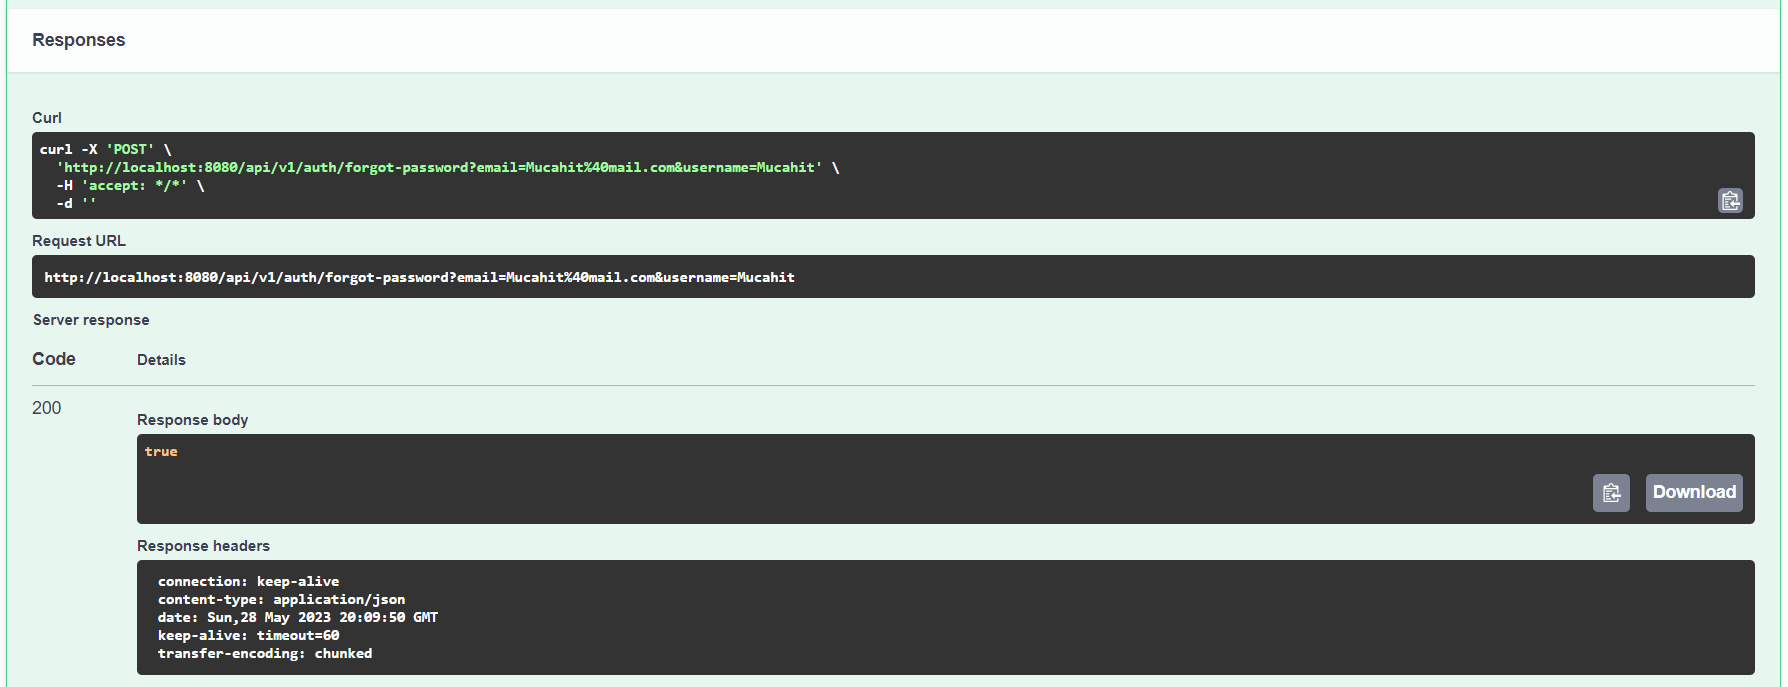 Responses
Curl
curl -X 'POST' \
'http://localhost:8080/api/v1/auth/forgot-password?email=Mucahit%40mail.com&username=Mucahit' \
-H 'accept: */*' \
-d ''
Request URL
http://localhost:8080/api/v1/auth/forgot-password?email=Mucahit%40mail.com&username=Mucahit
Server response
Code Details
200
Response body
true
Download
Response headers
connection: keep-alive
content-type: application/json
date: Sun,28 May 2023 20:09:50 GMT
keep-alive: timeout=60
transfer-encoding: chunked